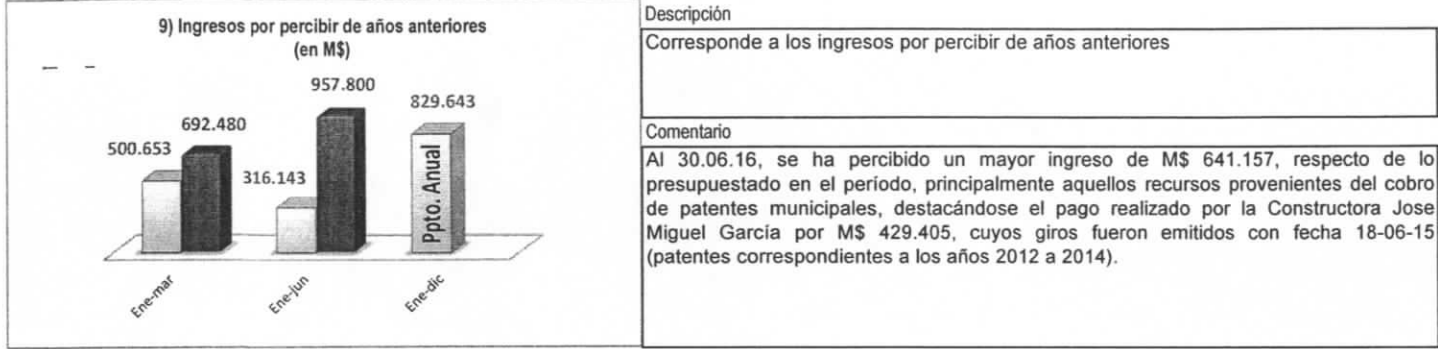 9) Ingresos por percibir de años anteriores
(en M$)
957.800
829.643
692.480
500.653
316.143
Ppto. Anual
Ene-mar
Ene-jun
Ene-dic
Descripción
Corresponde a los ingresos por percibir de años anteriores
Comentario
Al 30.06.16, se ha percibido un mayor ingreso de M$ 641.157, respecto de lo
presupuestado en el período, principalmente aquellos recursos provenientes del cobro
de patentes municipales, destacándose el pago realizado por la Constructora Jose
Miguel García por M$ 429.405, cuyos giros fueron emitidos con fecha 18-06-15
(patentes correspondientes a los años 2012 a 2014).